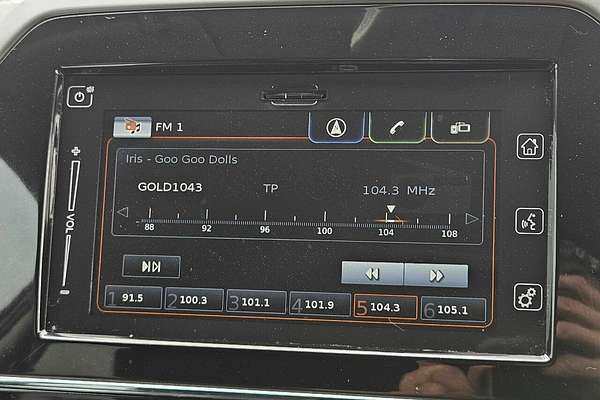 FM 1
Iris - Goo Goo Dolls
GOLD1043 TP 104.3 MHz
88 92 96 100 104 108
VOL
1 91.5 2 100.3 3 101.1 4 101.9 5 104.3 6 105.1